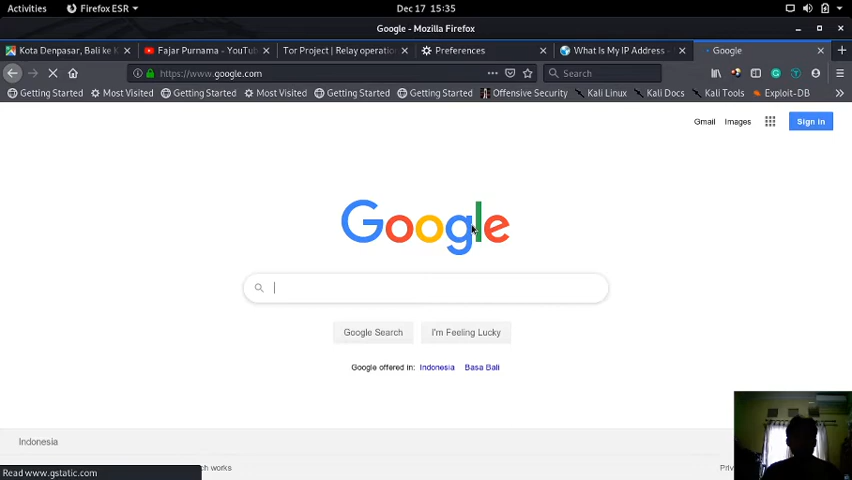 Activities Firefox ESR Dec 17 15:35
Google - Mozilla Firefox
Kota Denpasar, Bali ke K Fajar Purnama - YouTu Tor Project | Relay operatio Preferences What Is My IP Address - Google
https://www.google.com Search
Getting Started Most Visited Getting Started Most Visited Getting Started Getting Started Offensive Security Kali Linux Kali Docs Kali Tools Exploit-DB
Gmail Images Sign in
Google
Google Search I'm Feeling Lucky
Google offered in: Indonesia Basa Bali
Indonesia
Read www.gstatic.com ch works